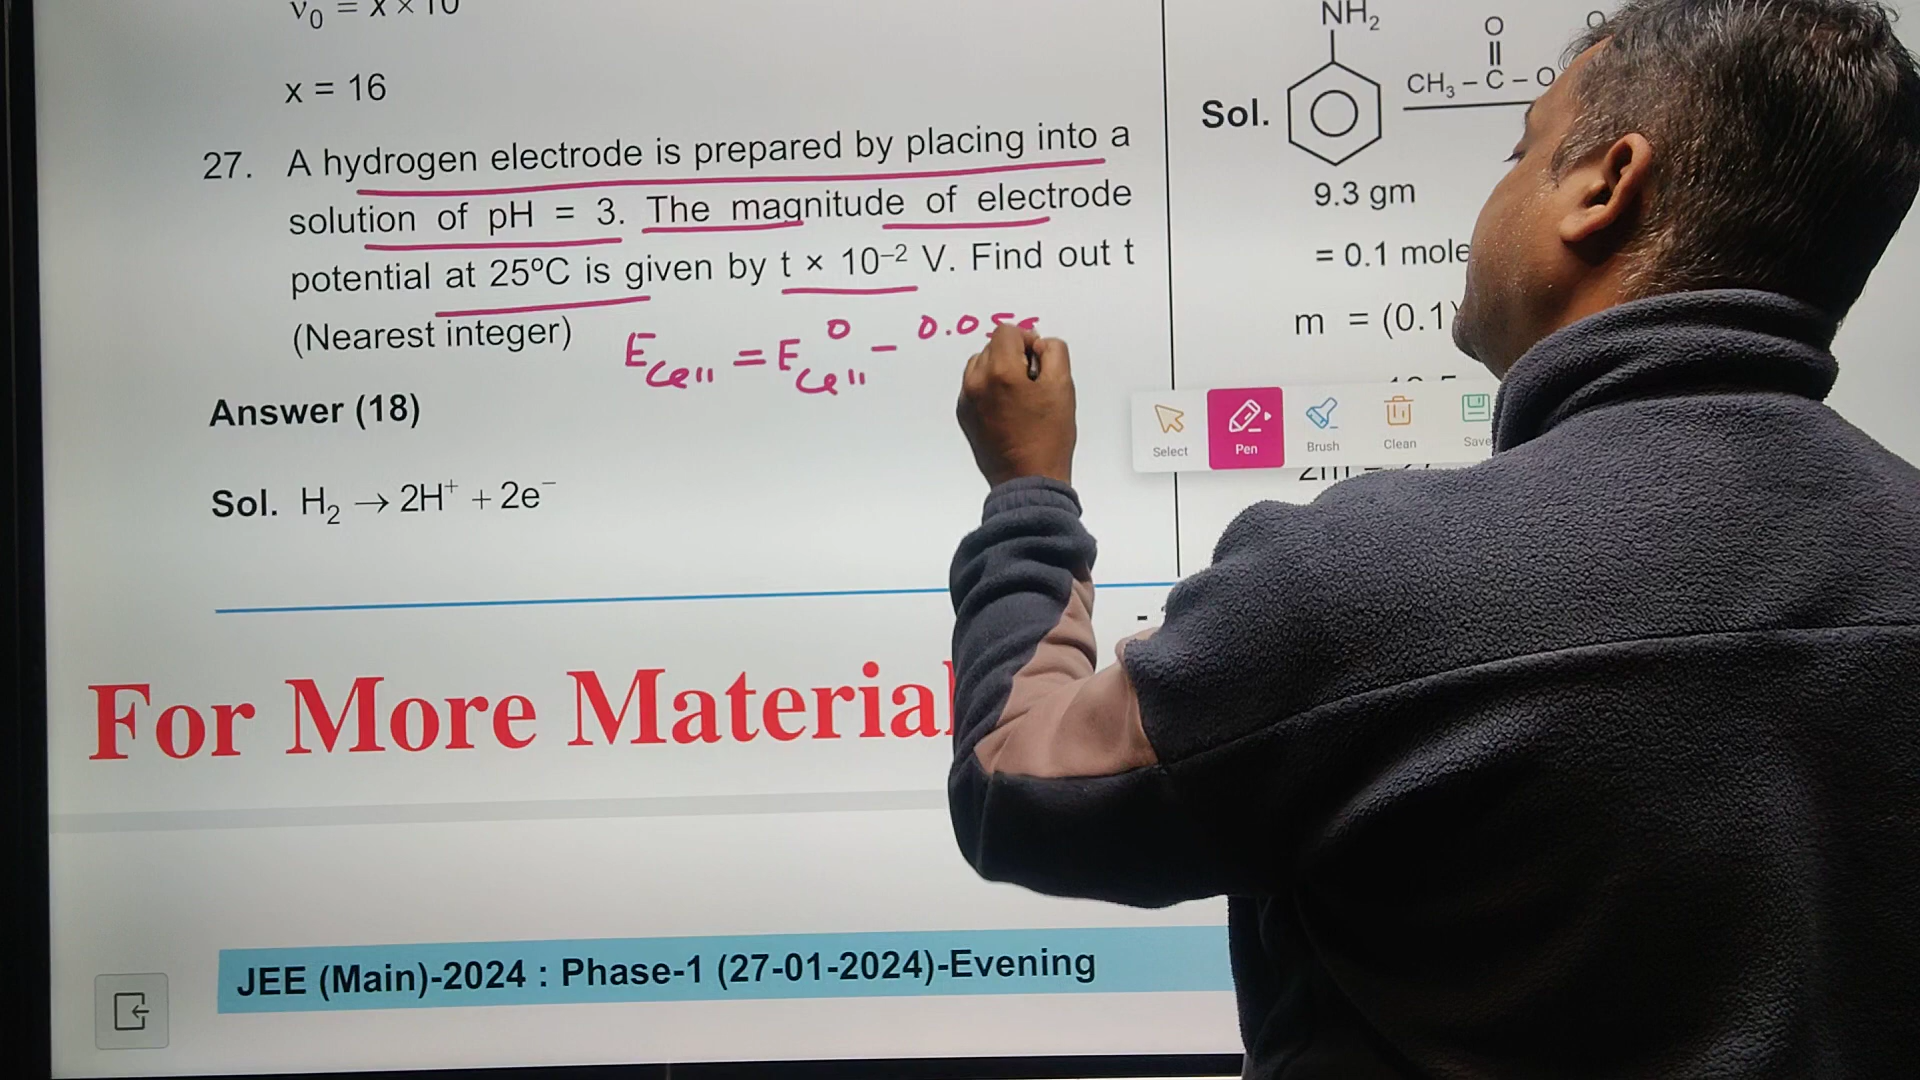 ν₀ = x × 10
x = 16
27. A hydrogen electrode is prepared by placing into a
solution of pH = 3. The magnitude of electrode
potential at 25ºC is given by t × 10⁻² V. Find out t
(Nearest integer)
E_cell = E⁰_cell – 0.05
Answer (18)
Sol. H₂ → 2H⁺ + 2e⁻
For More Material
JEE (Main)-2024 : Phase-1 (27-01-2024)-Evening
NH₂
O
CH₃ – C – O
Sol.
9.3 gm
= 0.1 mole
m = (0.1)
Select Pen Brush Clean Save